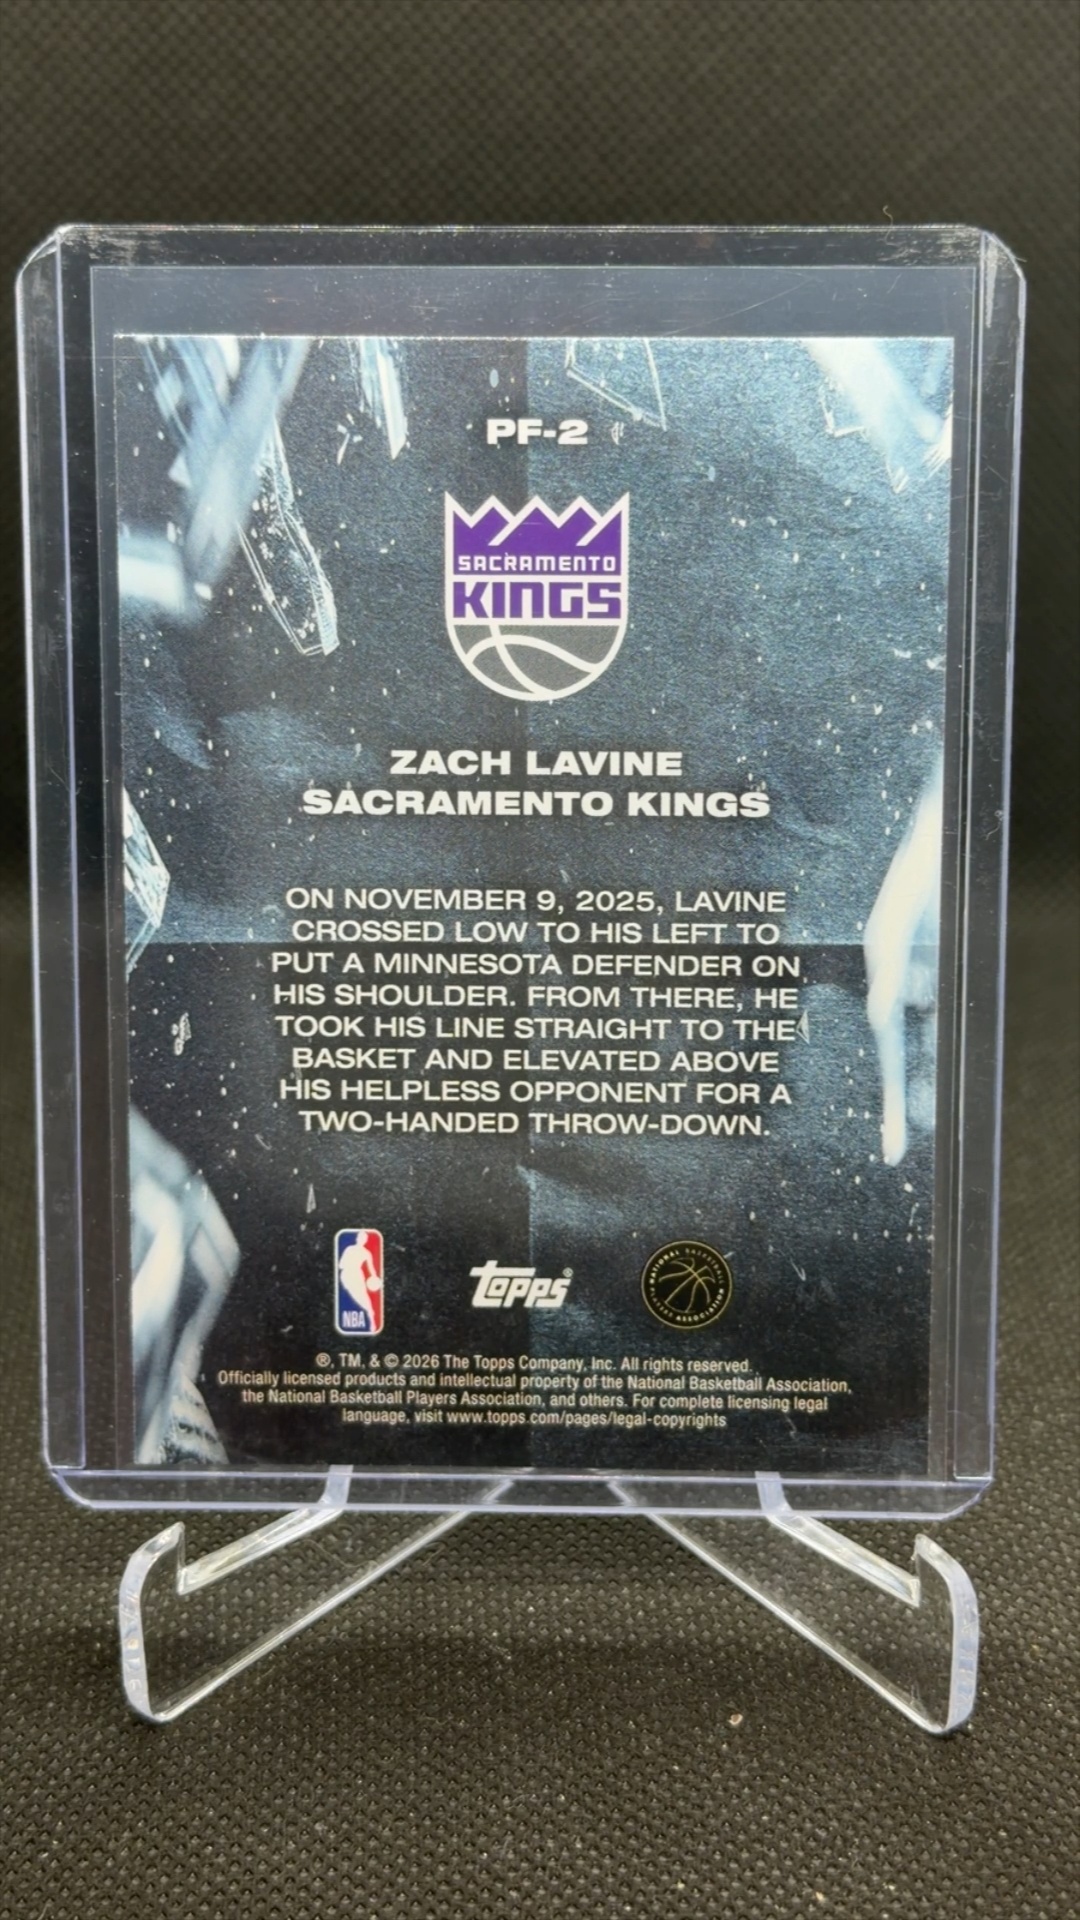 PF-2
SACRAMENTO
KINGS
ZACH LAVINE
SACRAMENTO KINGS
ON NOVEMBER 9, 2025, LAVINE
CROSSED LOW TO HIS LEFT TO
PUT A MINNESOTA DEFENDER ON
HIS SHOULDER. FROM THERE, HE
TOOK HIS LINE STRAIGHT TO THE
BASKET AND ELEVATED ABOVE
HIS HELPLESS OPPONENT FOR A
TWO-HANDED THROW-DOWN.
NBA
topps®
NATIONAL BASKETBALL
PLAYERS ASSOCIATION
®, TM, & © 2026 The Topps Company, Inc. All rights reserved.
Officially licensed products and intellectual property of the National Basketball Association,
the National Basketball Players Association, and others. For complete licensing legal
language, visit www.topps.com/pages/legal-copyrights